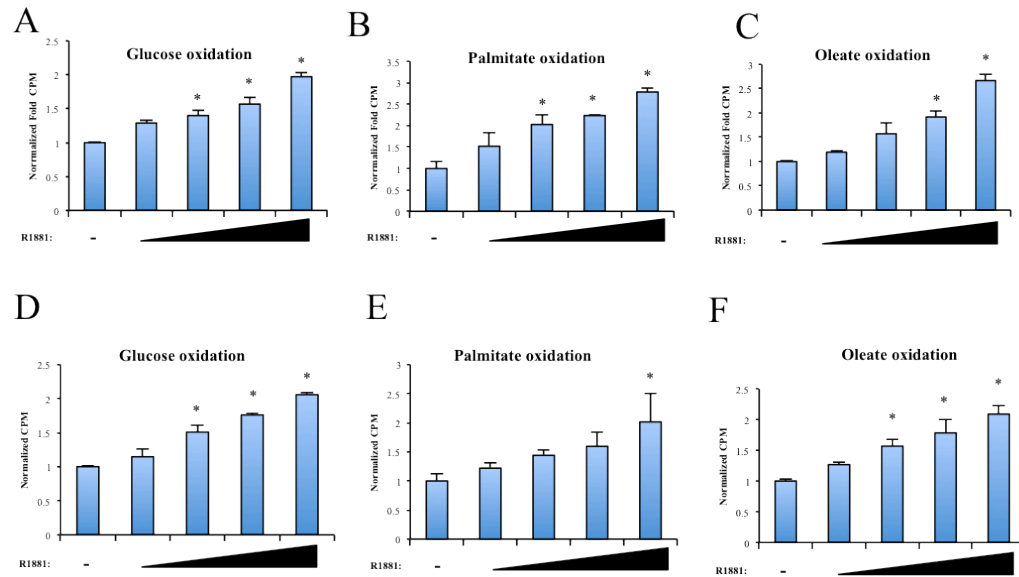 A
Glucose oxidation
Norrmalized Fold CPM
2.5
2
1.5
1
0.5
0
*
*
*
R1881:
-
B
Palmitate oxidation
Norrmalized Fold CPM
3.5
3
2.5
2
1.5
1
0.5
0
*
*
*
R1881:
-
C
Oleate oxidation
Norrmalized Fold CPM
3
2.5
2
1.5
1
0.5
0
*
*
R1881:
-
D
Glucose oxidation
Normalized CPM
2.5
2
1.5
1
0.5
0
*
*
*
R1881:
-
E
Palmitate oxidation
Normalized CPM
3
2.5
2
1.5
1
0.5
0
*
R1881:
-
F
Oleate oxidation
Normalized CPM
2.5
2
1.5
1
0.5
0
*
*
*
R1881:
-